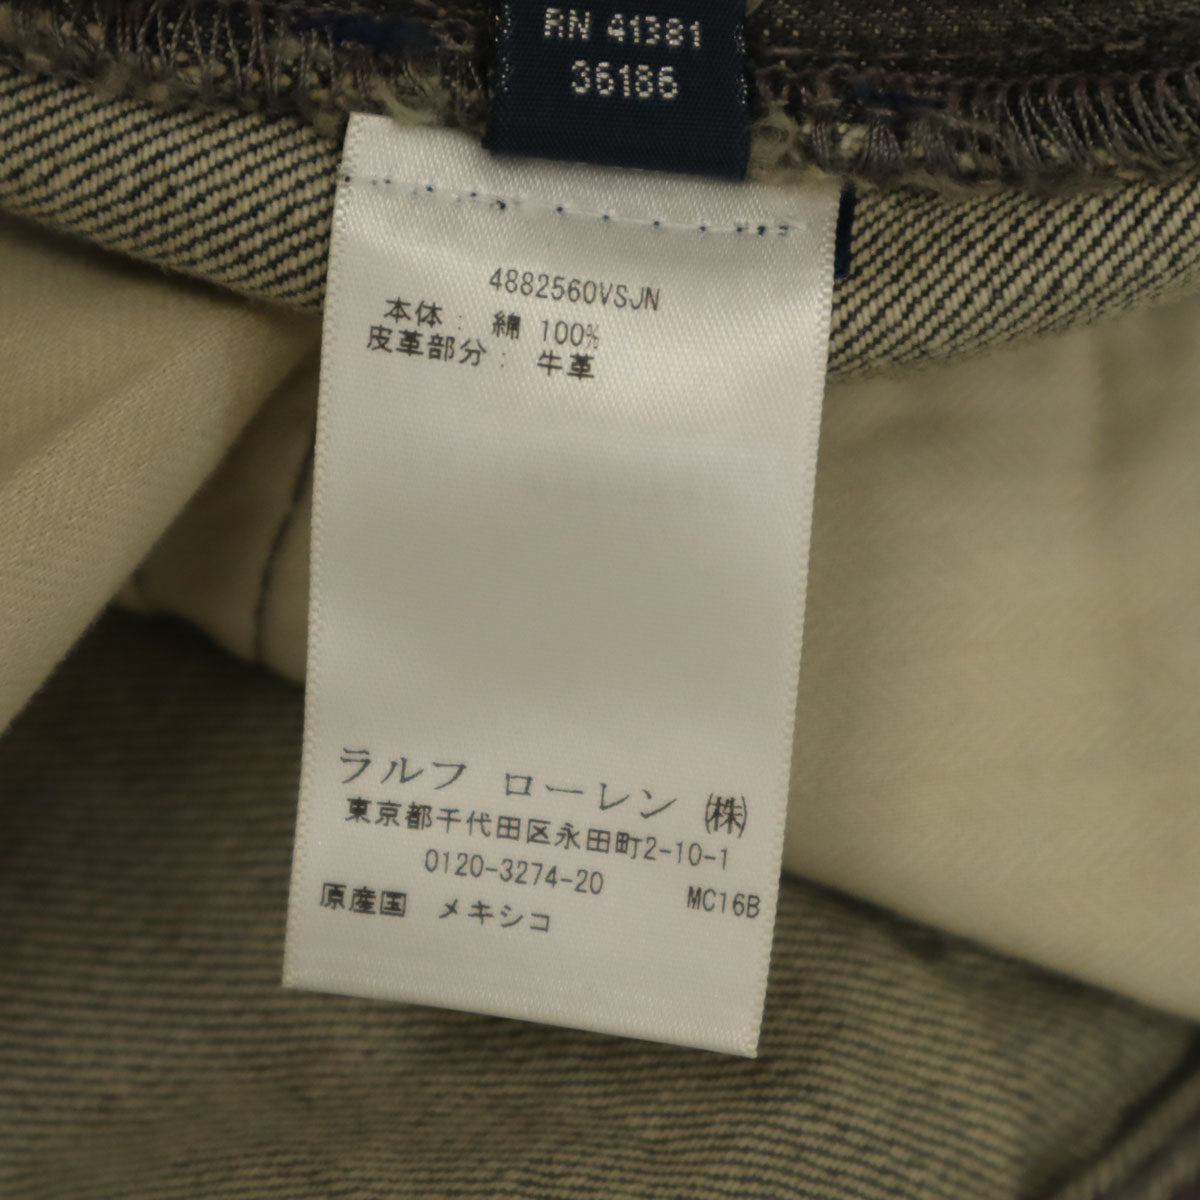 RN 41381
36186
4882560VSJN
本体： 綿 100%
皮革部分： 牛革
ラルフ ローレン ㈱
東京都千代田区永田町2-10-1
0120-3274-20 MC16B
原産国 メキシコ